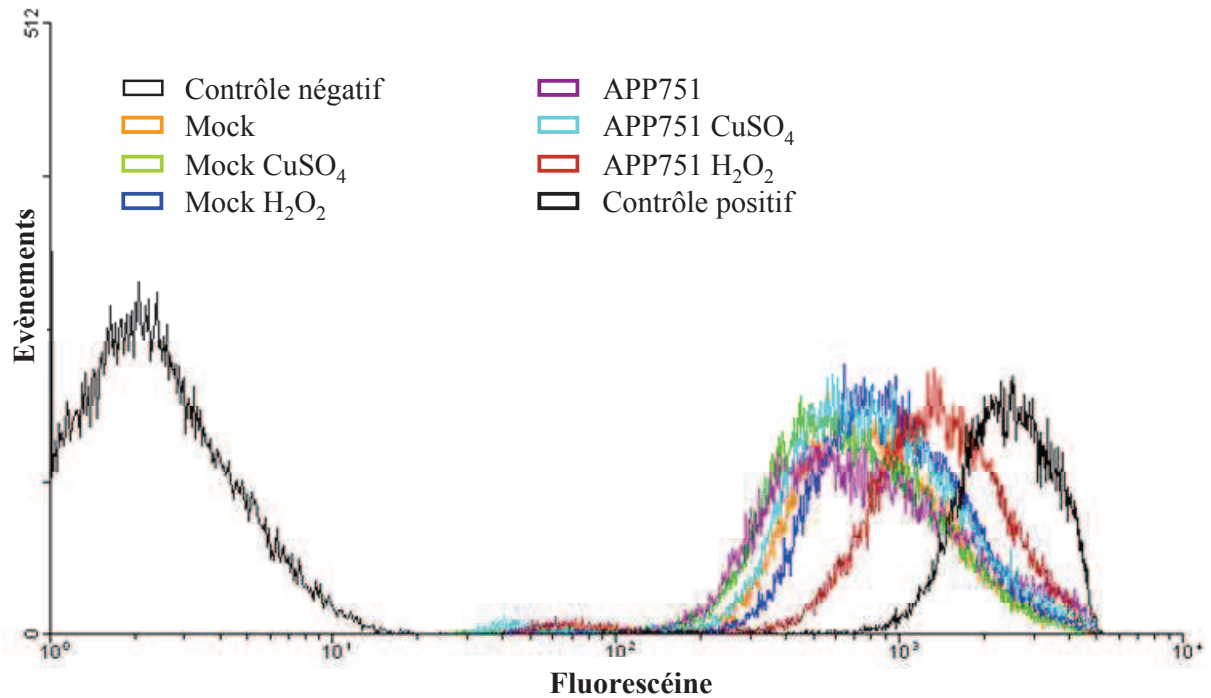 512
Contrôle négatif
Mock
Mock CuSO₄
Mock H₂O₂
APP751
APP751 CuSO₄
APP751 H₂O₂
Contrôle positif
Evènements
0
10⁰ 10¹ 10² 10³ 10⁴
Fluorescéine